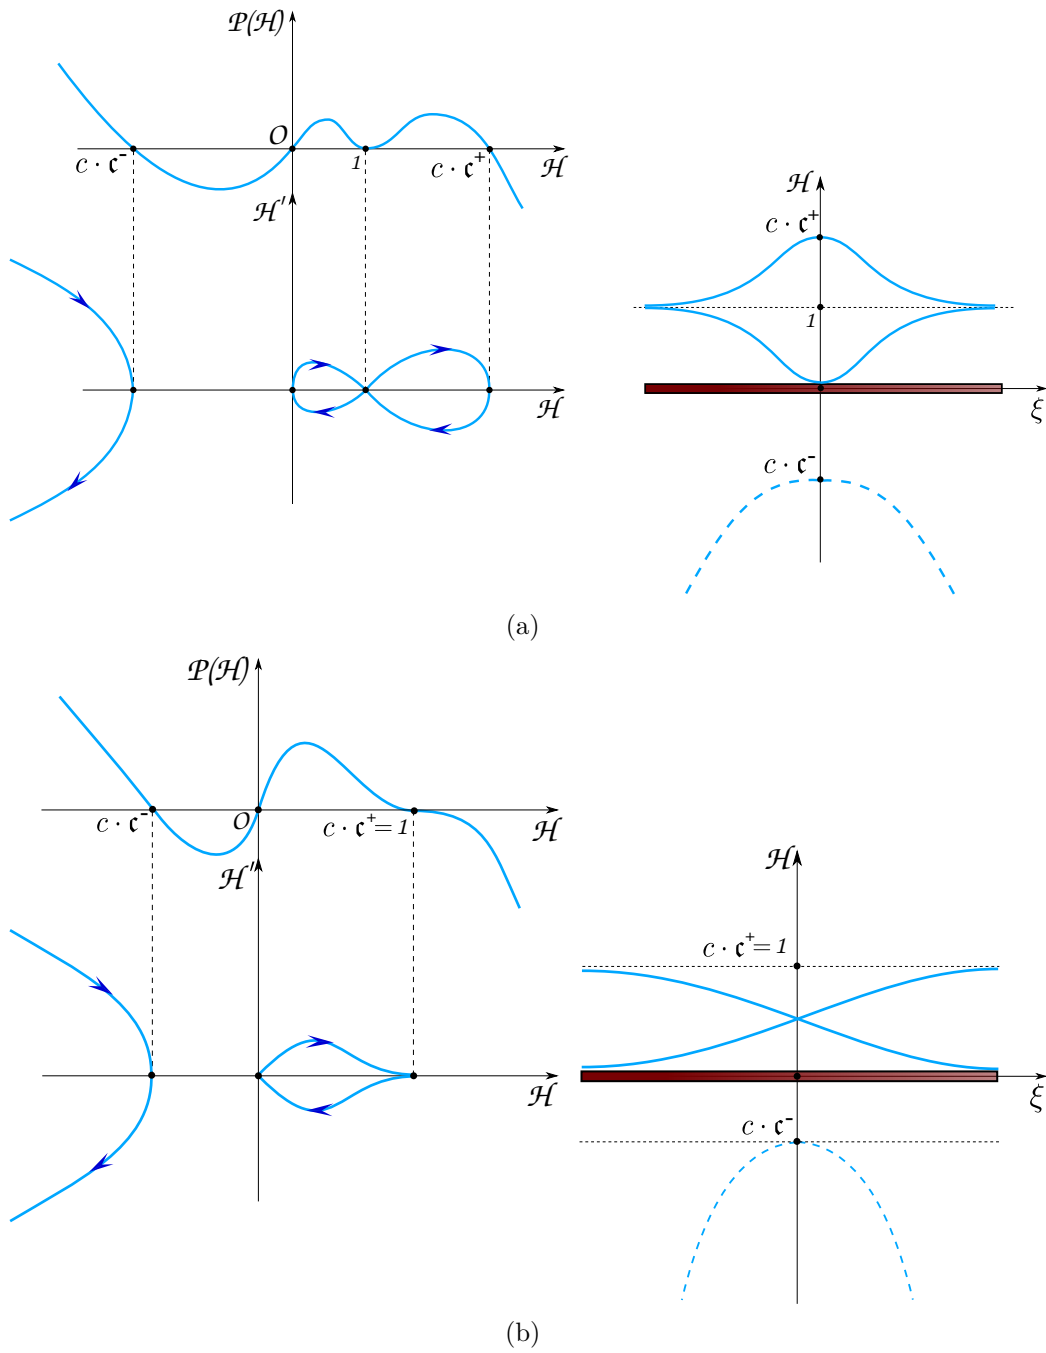 𝒫(ℋ)
O
c · 𝔠⁻
1
c · 𝔠⁺
ℋ
ℋ′
ℋ
ℋ
c · 𝔠⁺
1
ξ
c · 𝔠⁻
(a)
𝒫(ℋ)
c · 𝔠⁻
O
c · 𝔠⁺=1
ℋ
ℋ′
ℋ
ℋ
c · 𝔠⁺=1
ξ
c · 𝔠⁻
(b)